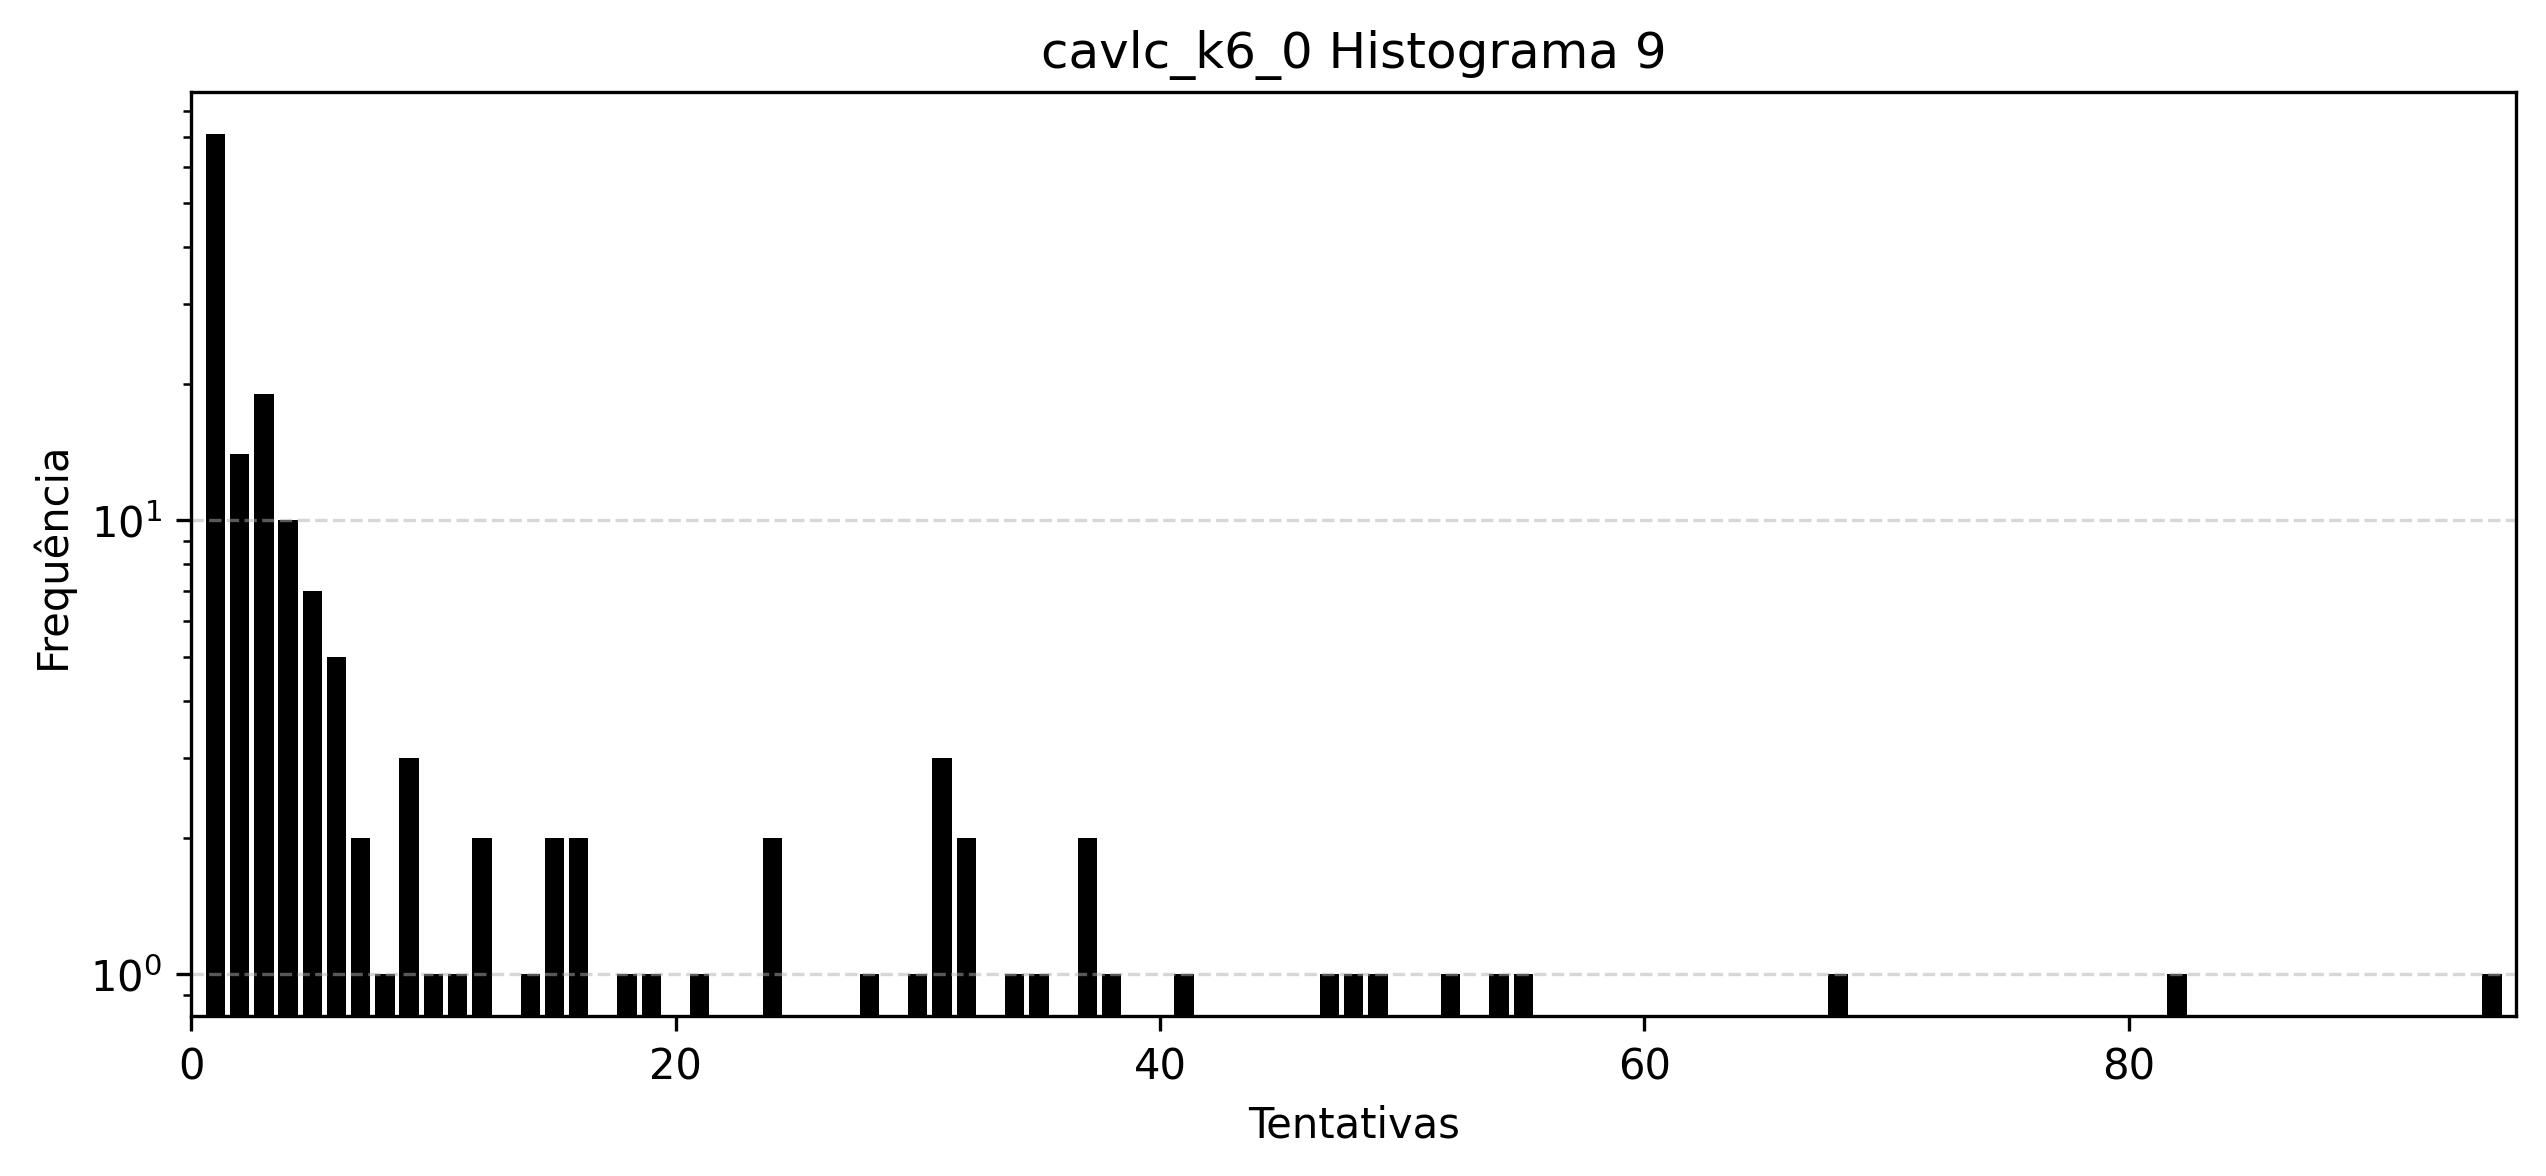 cavlc_k6_0 Histograma 9
Frequência
10¹
10⁰
0 20 40 60 80
Tentativas